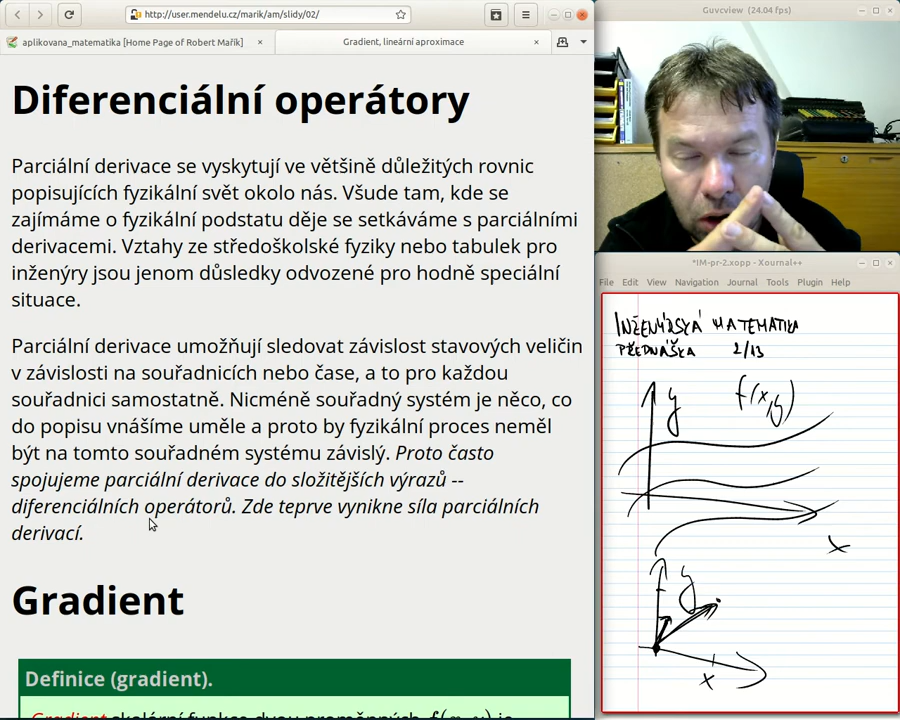 http://user.mendelu.cz/marik/am/slidy/02/
aplikovana_matematika [Home Page of Robert Mařík]
Gradient, lineární aproximace
Diferenciální operátory
Parciální derivace se vyskytují ve většině důležitých rovnic
popisujících fyzikální svět okolo nás. Všude tam, kde se
zajímáme o fyzikální podstatu děje se setkáváme s parciálními
derivacemi. Vztahy ze středoškolské fyziky nebo tabulek pro
inženýry jsou jenom důsledky odvozené pro hodně speciální
situace.
Parciální derivace umožňují sledovat závislost stavových veličin
v závislosti na souřadnicích nebo čase, a to pro každou
souřadnici samostatně. Nicméně souřadný systém je něco, co
do popisu vnášíme uměle a proto by fyzikální proces neměl
být na tomto souřadném systému závislý. Proto často
spojujeme parciální derivace do složitějších výrazů --
diferenciálních operátorů. Zde teprve vynikne síla parciálních
derivací.
Gradient
Definice (gradient).
Gradient skalární funkce dvou proměnných f(x, y) je
Guvcview (24.04 fps)
*IM-pr-2.xopp - Xournal++
File Edit View Navigation Journal Tools Plugin Help
INŽENÝRSKÁ MATEMATIKA
PŘEDNÁŠKA 2/13
y f(x,y)
x
y
x